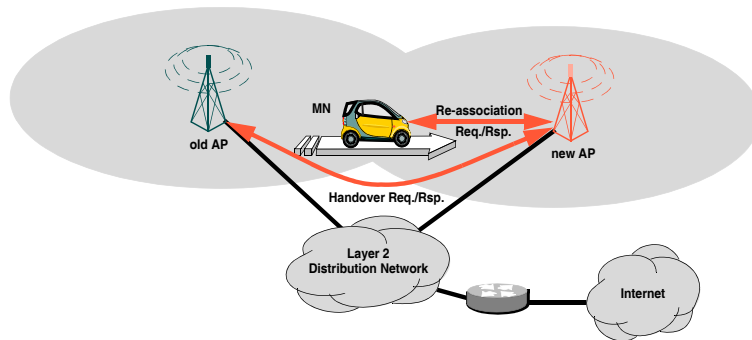 MN
Re-association
Req./Rsp.
old AP
new AP
Handover Req./Rsp.
Layer 2
Distribution Network
Internet